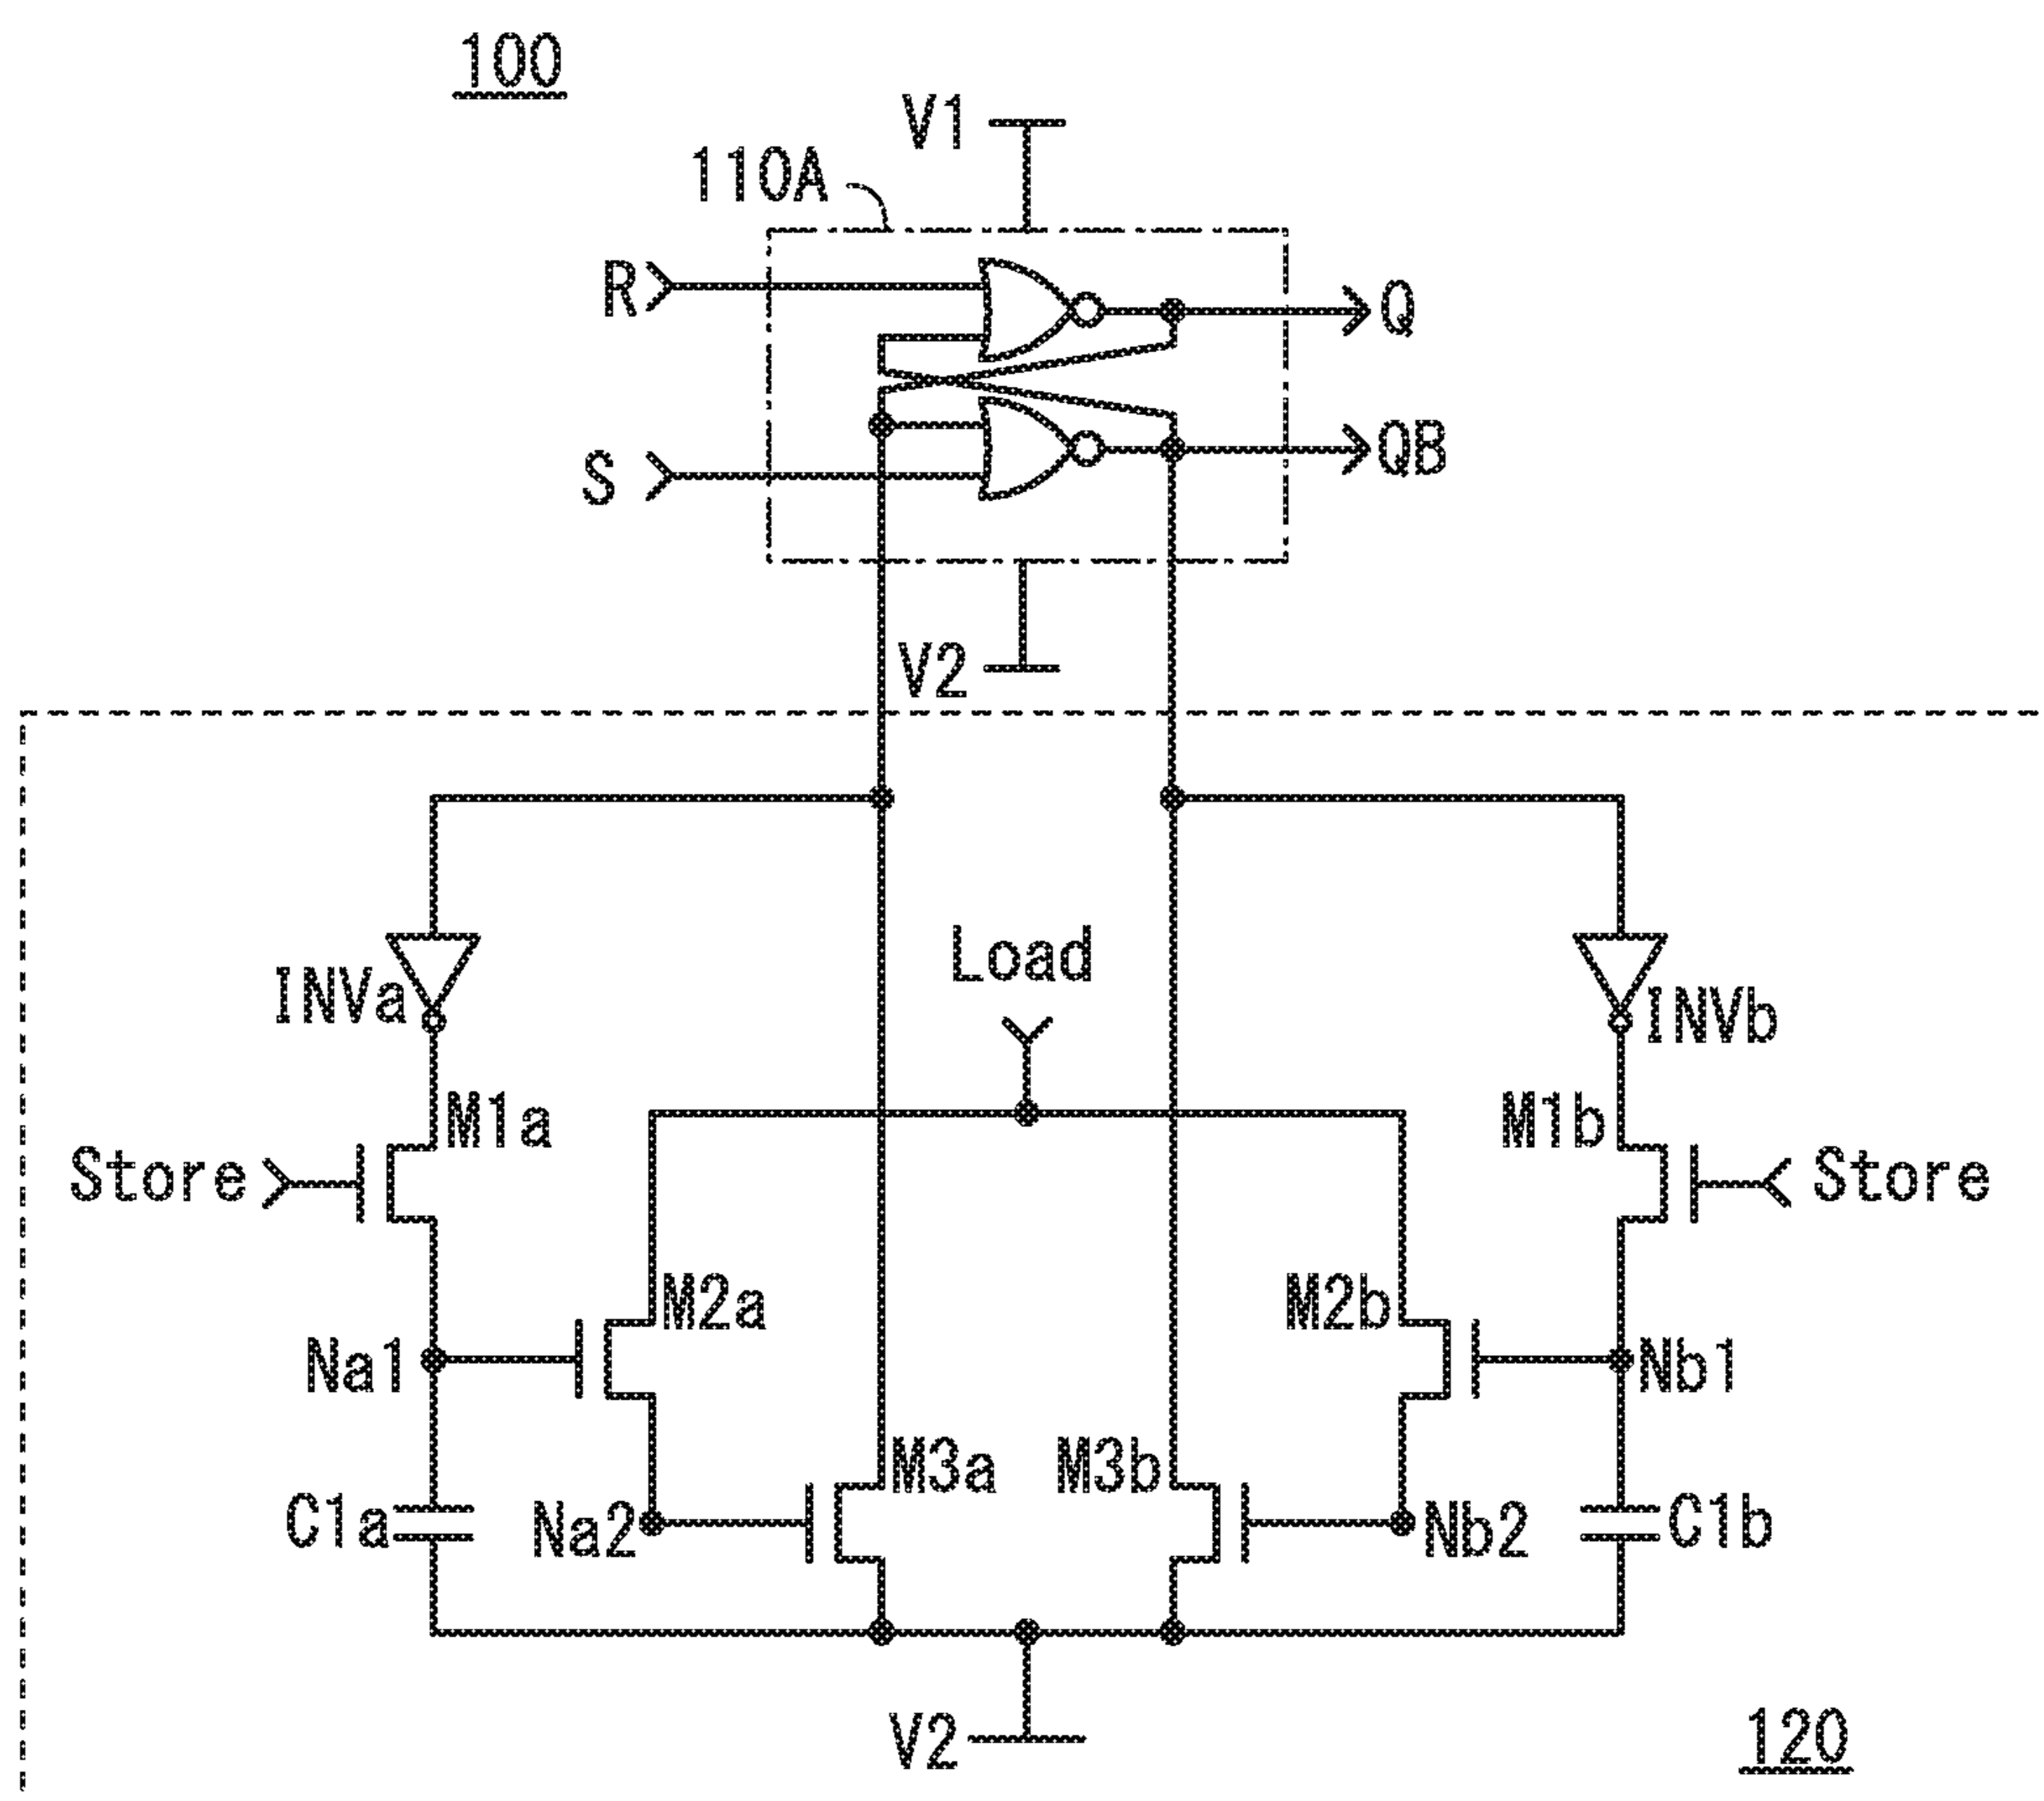 100
V1
110A
R
Q
S
QB
V2
INVa
Load
INVb
M1a
M1b
Store
Store
M2a
M2b
Na1
Nb1
M3a
M3b
C1a
Na2
Nb2
C1b
V2
120